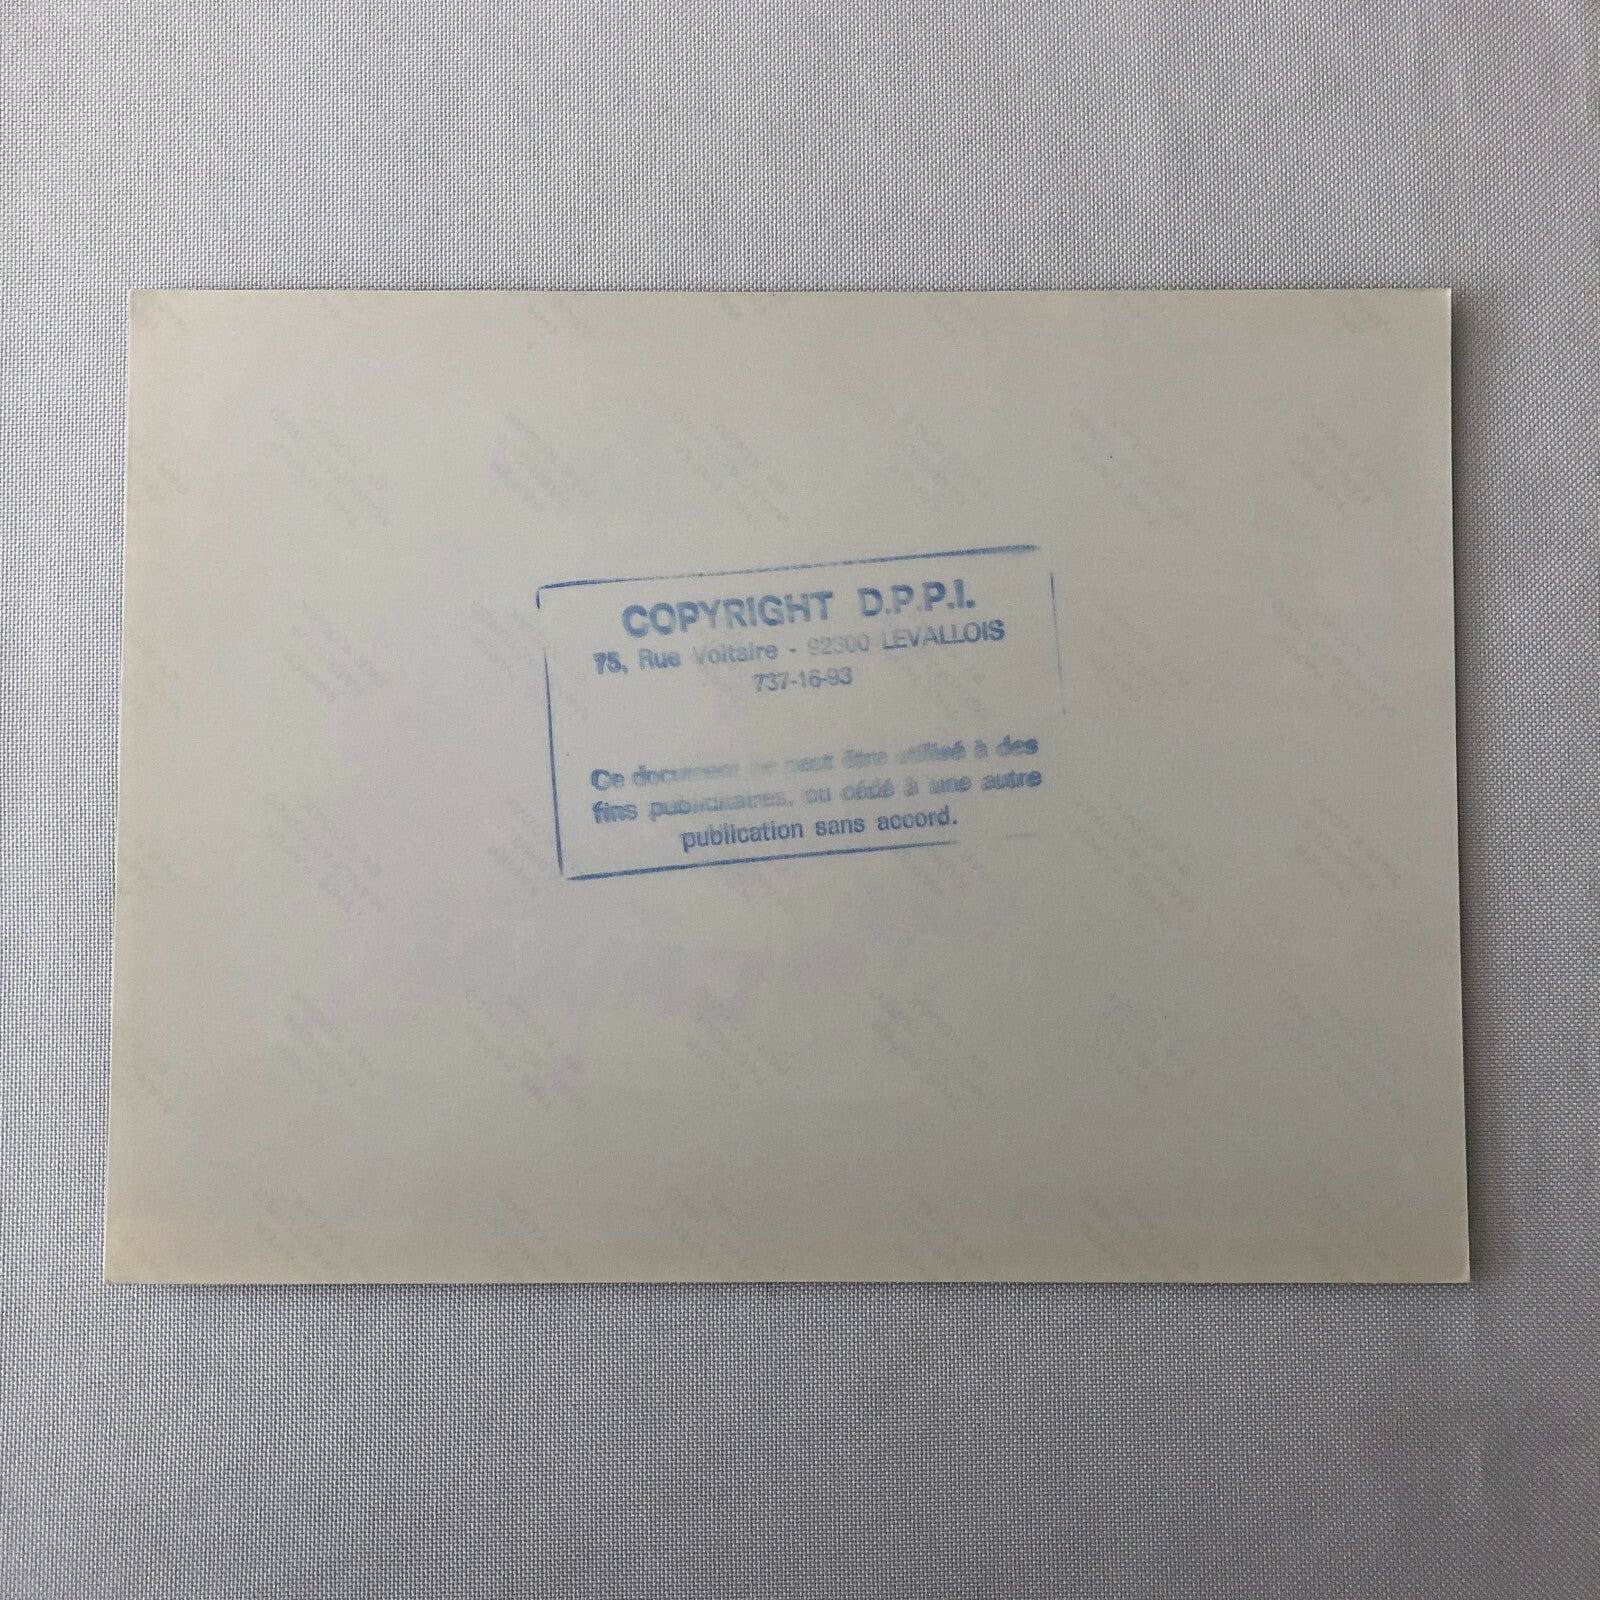 COPYRIGHT D.P.P.I.
75, Rue Voltaire - 92300 LEVALLOIS
737-16-93
Ce document ne peut être utilisé à des
fins publicitaires, ou cédé à une autre
publication sans accord.